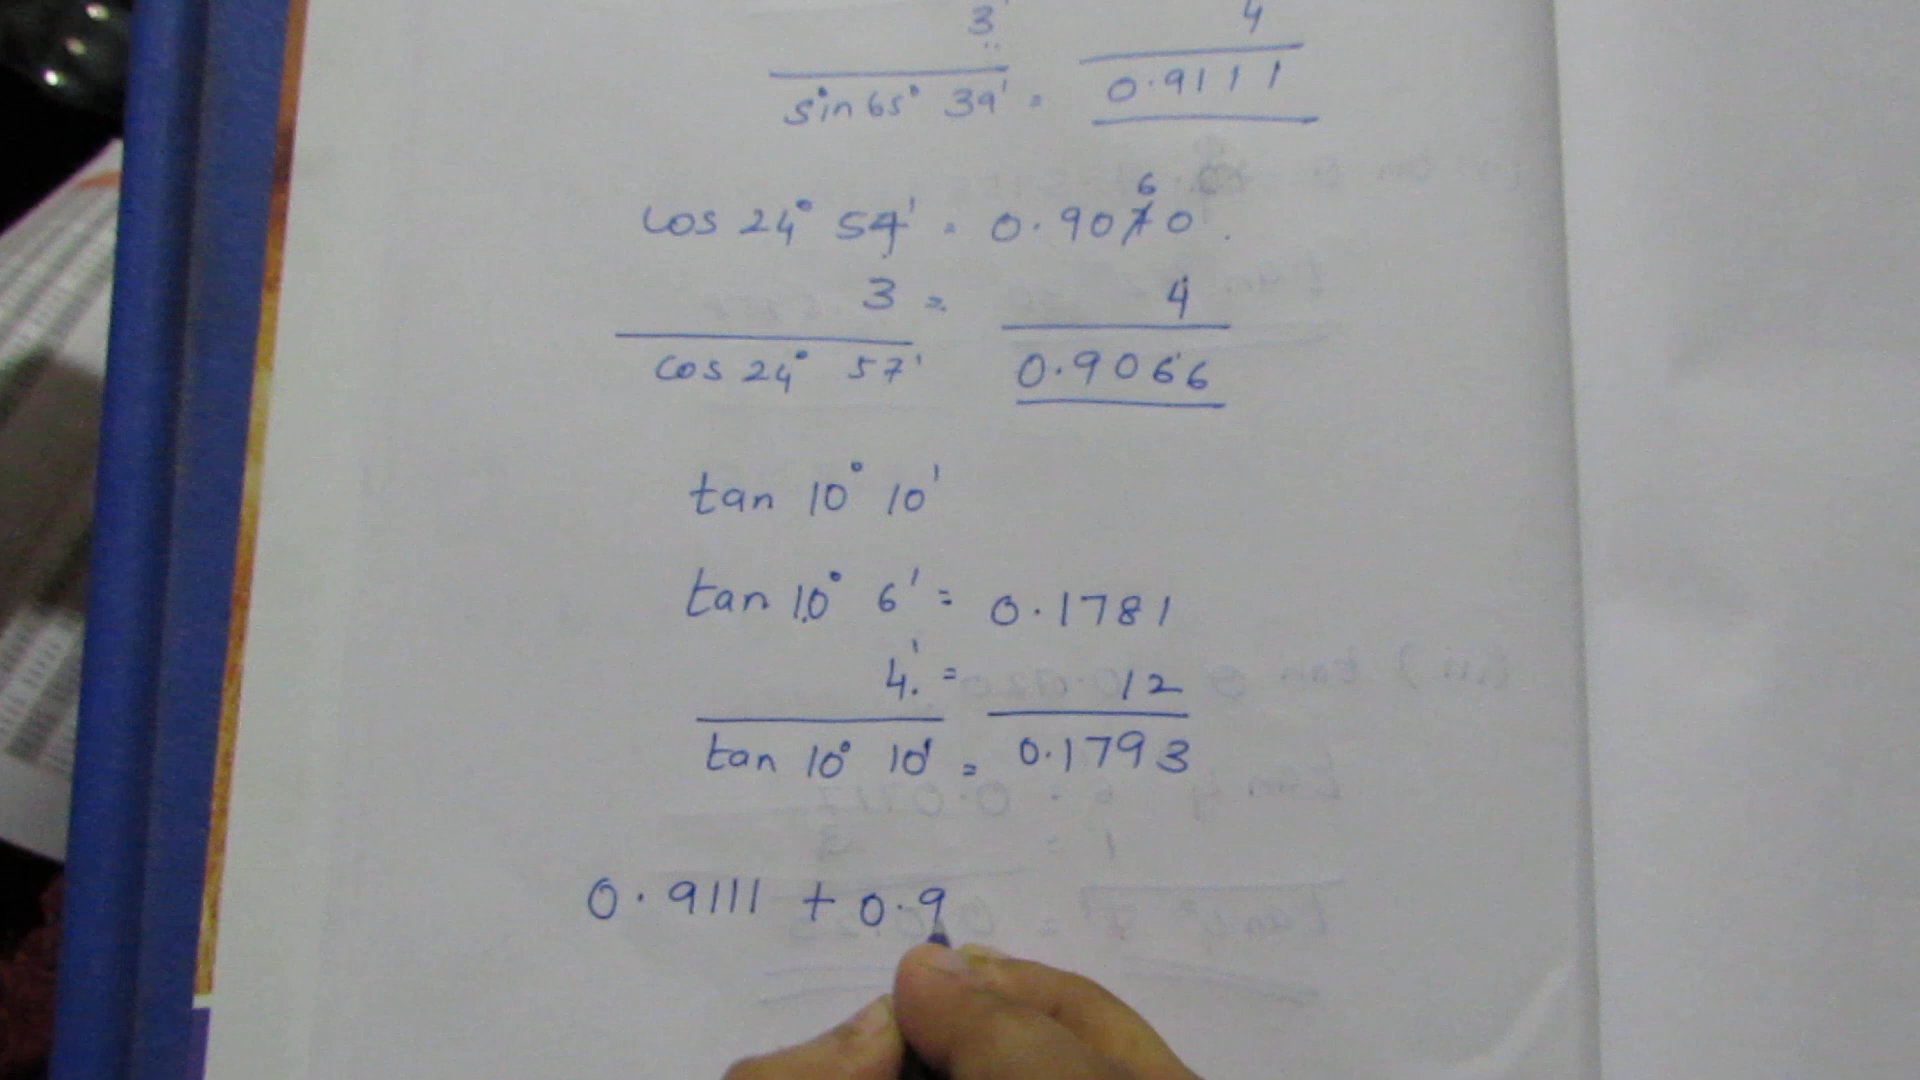 3' 4
sin 65° 39' = 0.9111
6
cos 24° 54' = 0.9070.
3 = 4
cos 24° 57' 0.9066
tan 10° 10'
tan 10° 6' = 0.1781
4.' = 12
tan 10° 10' = 0.1793
0.9111 + 0.9